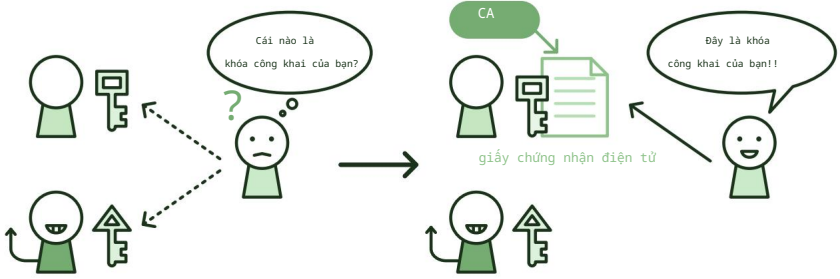 Cái nào là
khóa công khai của bạn?
?
CA
Đây là khóa
công khai của bạn!!
giấy chứng nhận điện tử